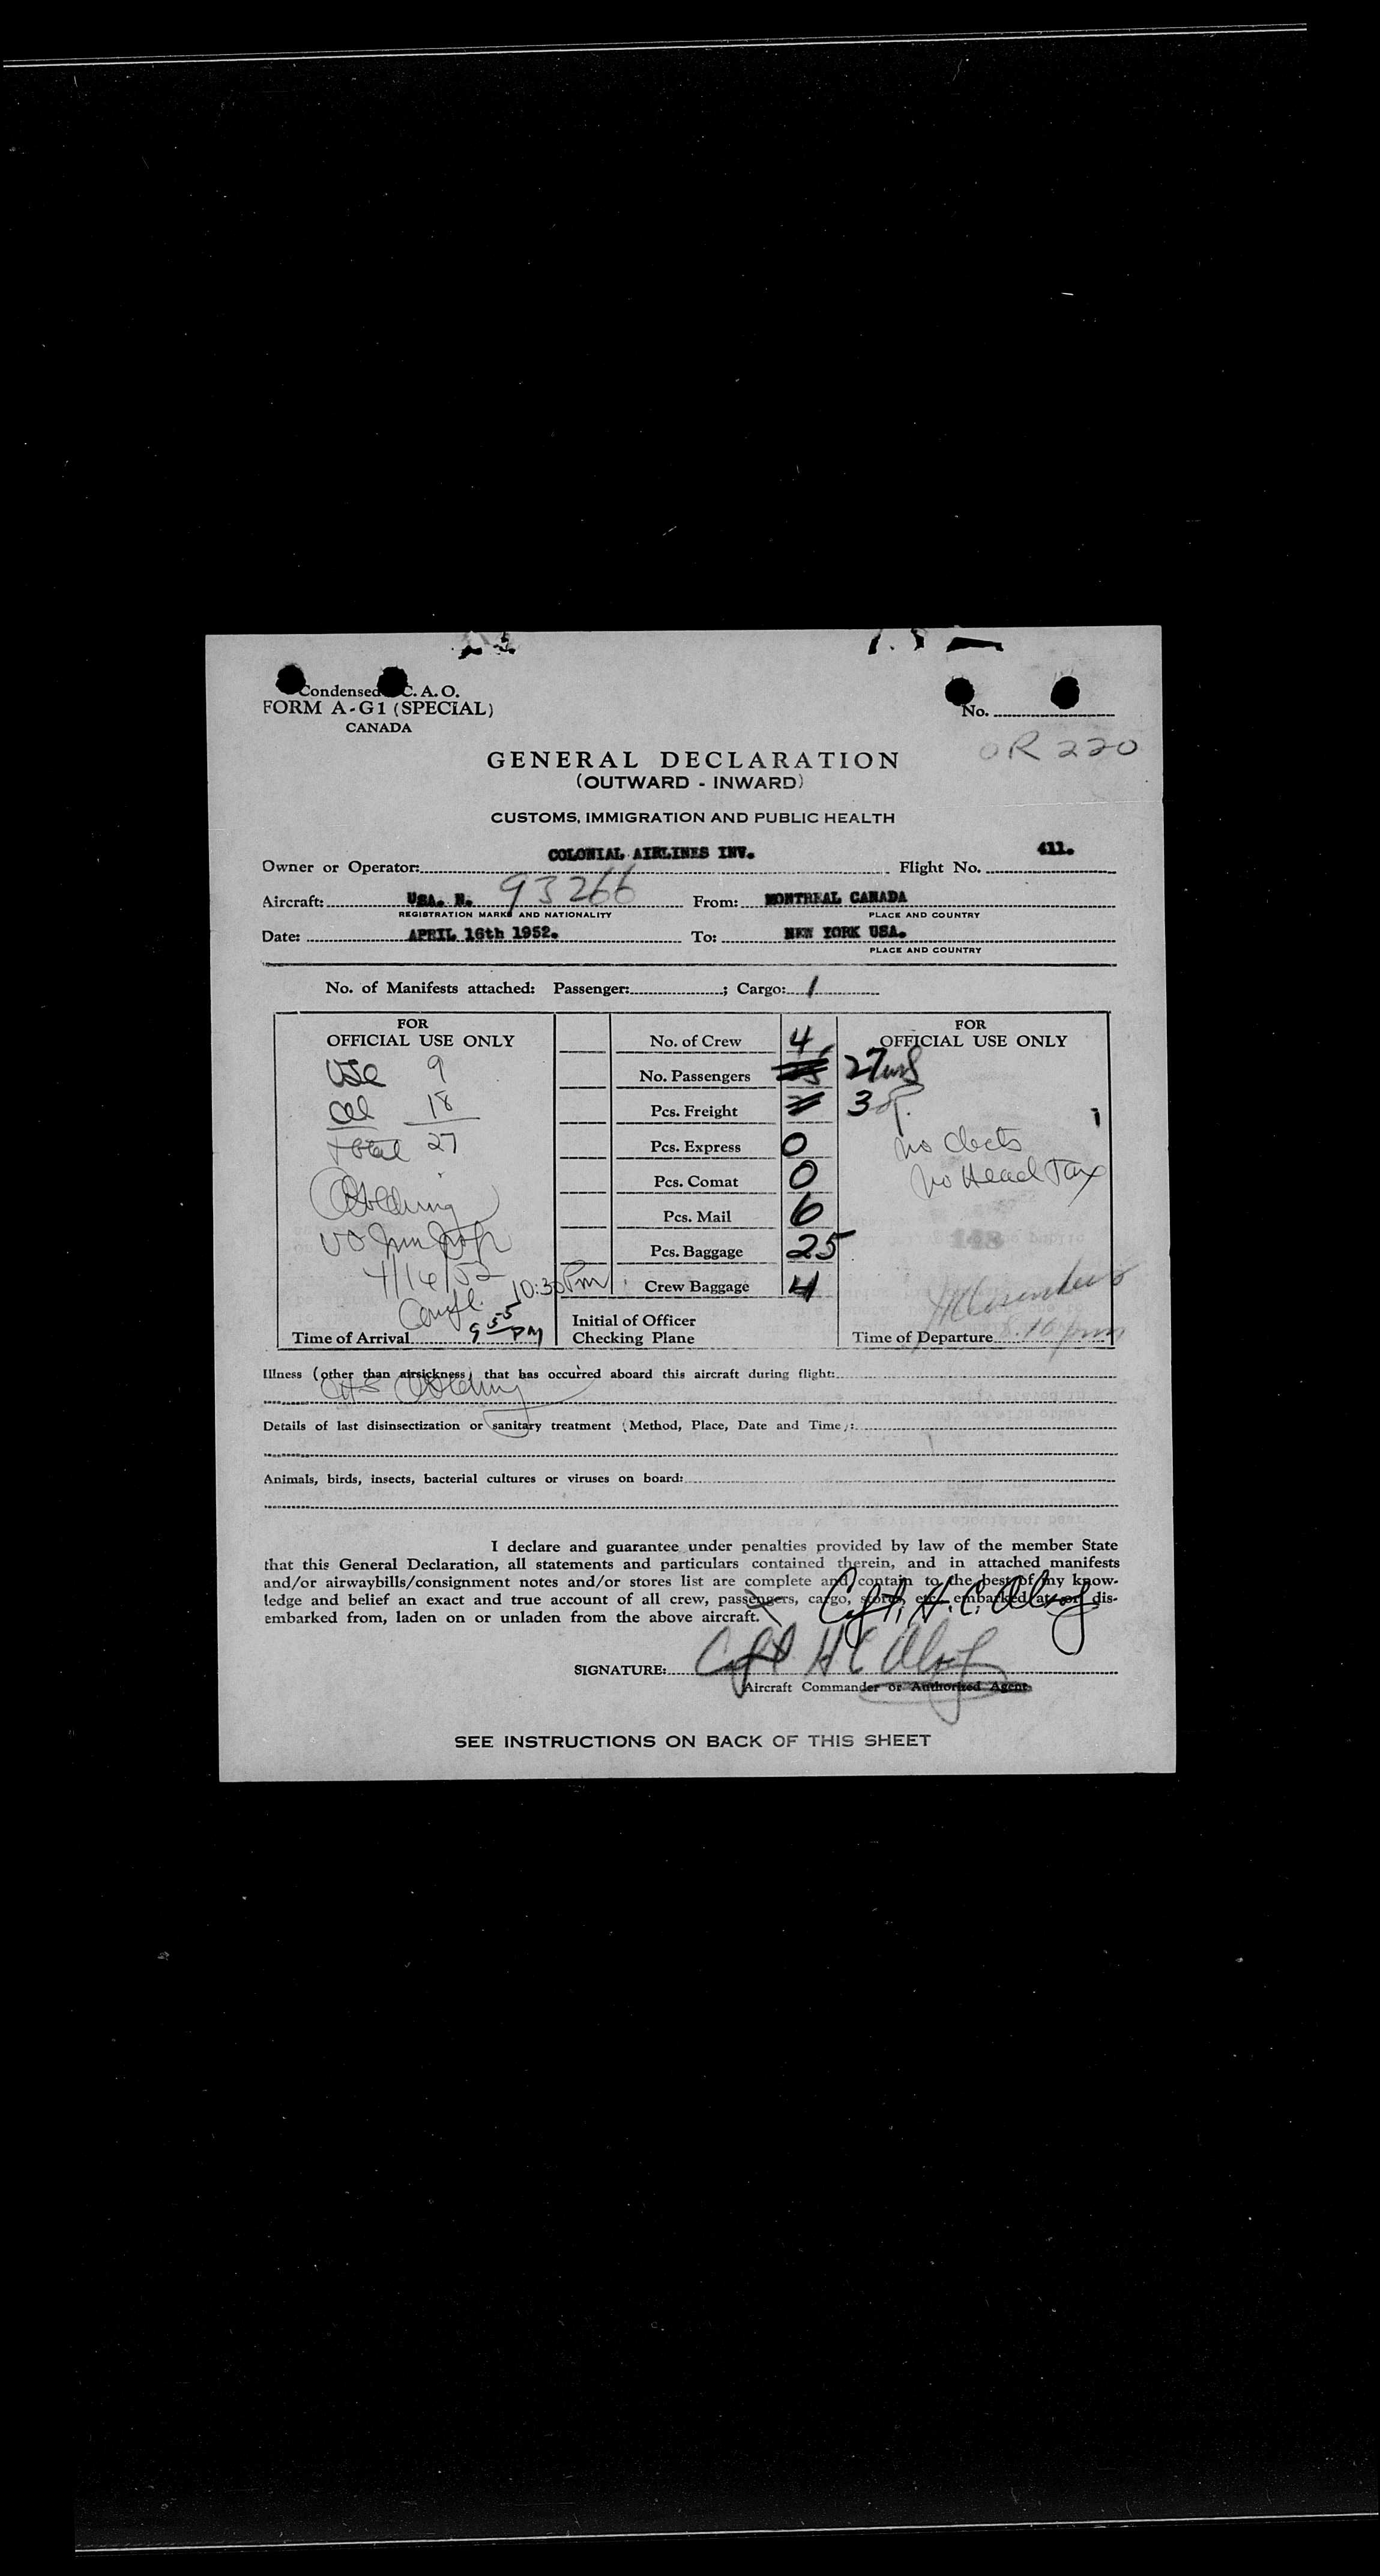 Condensed C. A. O.
FORM A-G1 (SPECIAL)
CANADA
No.
OR 220
GENERAL DECLARATION
(OUTWARD - INWARD)
CUSTOMS, IMMIGRATION AND PUBLIC HEALTH
Owner or Operator: COLONIAL AIRLINES INV. Flight No. 411.
Aircraft: USA. N. 93266 From: MONTREAL CANADA
REGISTRATION MARKS AND NATIONALITY PLACE AND COUNTRY
Date: APRIL 16th 1952. To: NEW YORK USA.
PLACE AND COUNTRY
No. of Manifests attached: Passenger: ; Cargo: 1
FOR
OFFICIAL USE ONLY
USC 9
18
total 27
4/16/52
10:30 Pm
Time of Arrival 9 55 PM
No. of Crew 4
No. Passengers 27
Pcs. Freight 3
Pcs. Express 0
Pcs. Comat 0
Pcs. Mail 6
Pcs. Baggage 25
Crew Baggage 4
Initial of Officer
Checking Plane
FOR
OFFICIAL USE ONLY
no
no Head Tax
148
Time of Departure 8.10 pm
Illness (other than airsickness) that has occurred aboard this aircraft during flight:
Details of last disinsectization or sanitary treatment (Method, Place, Date and Time):
Animals, birds, insects, bacterial cultures or viruses on board:
I declare and guarantee under penalties provided by law of the member State
that this General Declaration, all statements and particulars contained therein, and in attached manifests
and/or airwaybills/consignment notes and/or stores list are complete and contain to the best of my know-
ledge and belief an exact and true account of all crew, passengers, cargo, stores, etc. embarked at, or dis-
embarked from, laden on or unladen from the above aircraft.
Capt. H. C.
SIGNATURE: Capt H C
Aircraft Commander or Authorized Agent
SEE INSTRUCTIONS ON BACK OF THIS SHEET